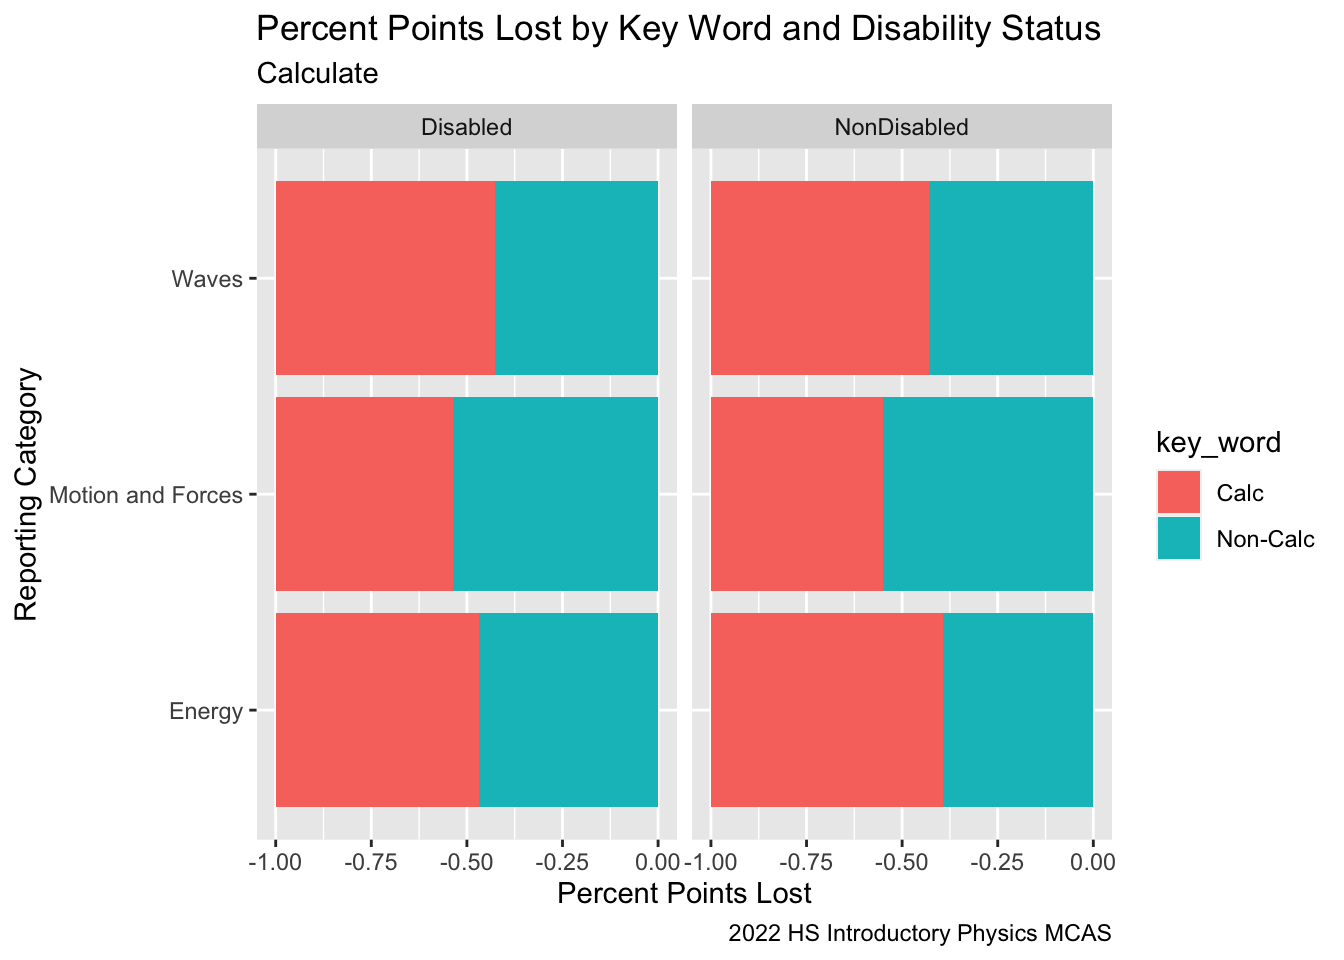 Percent Points Lost by Key Word and Disability Status
Calculate
Disabled
NonDisabled
Reporting Category
Waves
Motion and Forces
Energy
-1.00 -0.75 -0.50 -0.25 0.00
-1.00 -0.75 -0.50 -0.25 0.00
Percent Points Lost
key_word
Calc
Non-Calc
2022 HS Introductory Physics MCAS